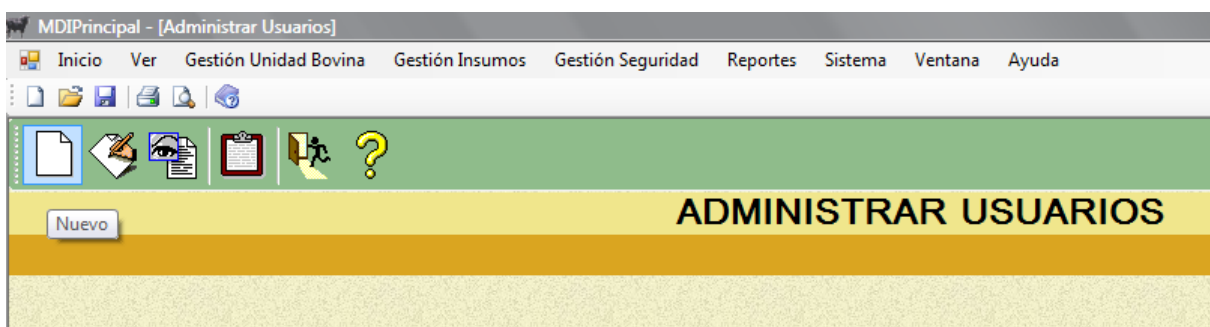 MDIPrincipal - [Administrar Usuarios]
Inicio Ver Gestión Unidad Bovina Gestión Insumos Gestión Seguridad Reportes Sistema Ventana Ayuda
ADMINISTRAR USUARIOS
Nuevo